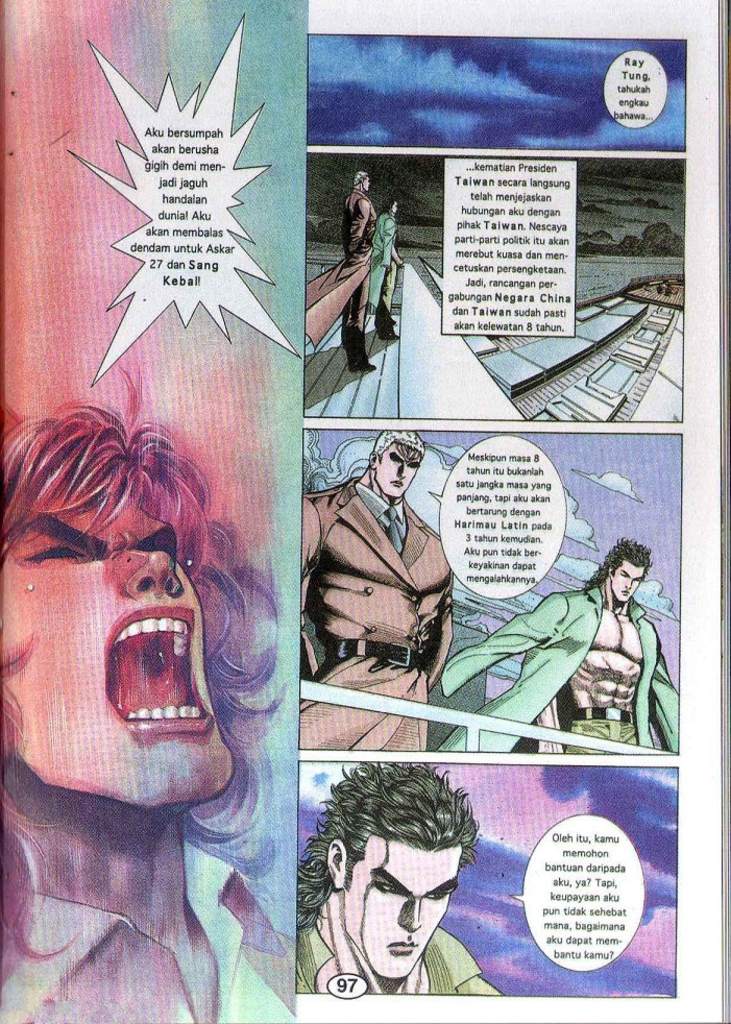 Aku bersumpah
akan berusha
gigih demi men-
jadi jaguh
handalan
dunia! Aku
akan membalas
dendam untuk Askar
27 dan Sang
Kebal!
Ray
Tung,
tahukah
engkau
bahawa...
...kematian Presiden
Taiwan secara langsung
telah menjejaskan
hubungan aku dengan
pihak Taiwan. Nescaya
parti-parti politik itu akan
merebut kuasa dan men-
cetuskan persengketaan.
Jadi, rancangan per-
gabungan Negara China
dan Taiwan sudah pasti
akan kelewatan 8 tahun.
Meskipun masa 8
tahun itu bukanlah
satu jangka masa yang
panjang, tapi aku akan
bertarung dengan
Harimau Latin pada
3 tahun kemudian.
Aku pun tidak ber-
keyakinan dapat
mengalahkannya.
Oleh itu, kamu
memohon
bantuan daripada
aku, ya? Tapi,
keupayaan aku
pun tidak sehebat
mana, bagaimana
aku dapat mem-
bantu kamu?
97